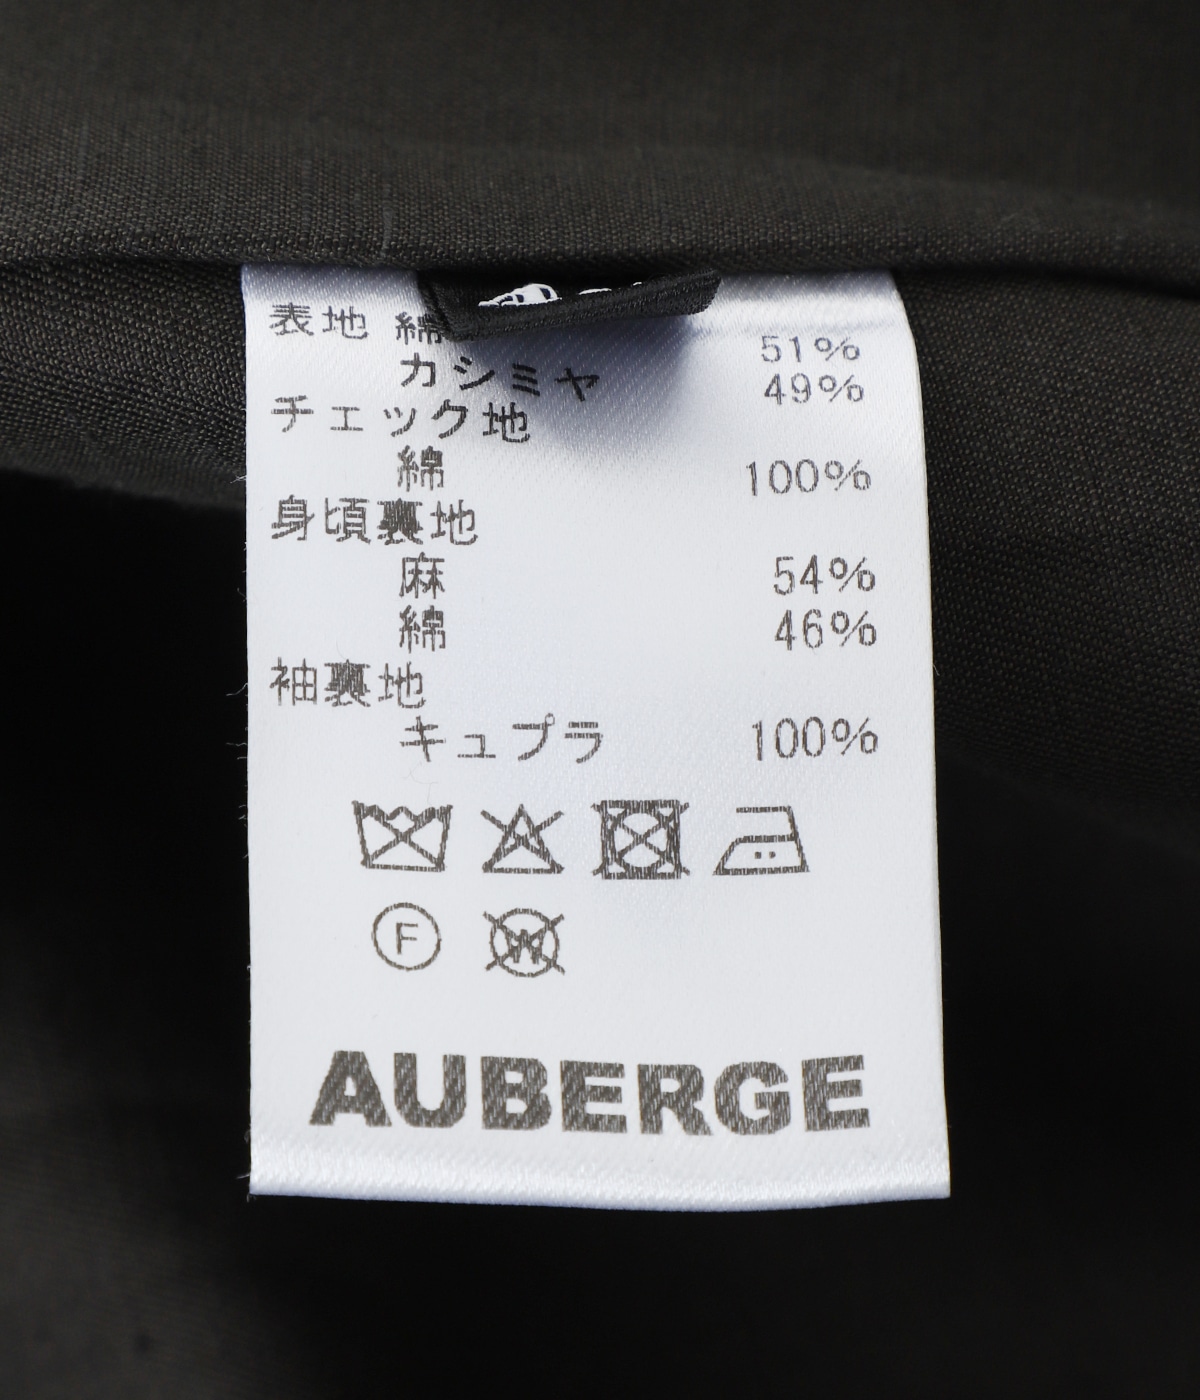 表地 綿 51%
カシミヤ 49%
チェック地
綿 100%
身頃裏地
麻 54%
綿 46%
袖裏地
キュプラ 100%
F W
AUBERGE